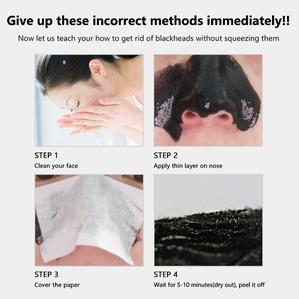 Give up these incorrect methods immediately!!
Now let us teach your how to get rid of blackheads without squeezing them
STEP 1
Clean your face
STEP 2
Apply thin layer on nose
STEP 3
Cover the paper
STEP 4
Wait for 5-10 minutes(dry out), peel it off